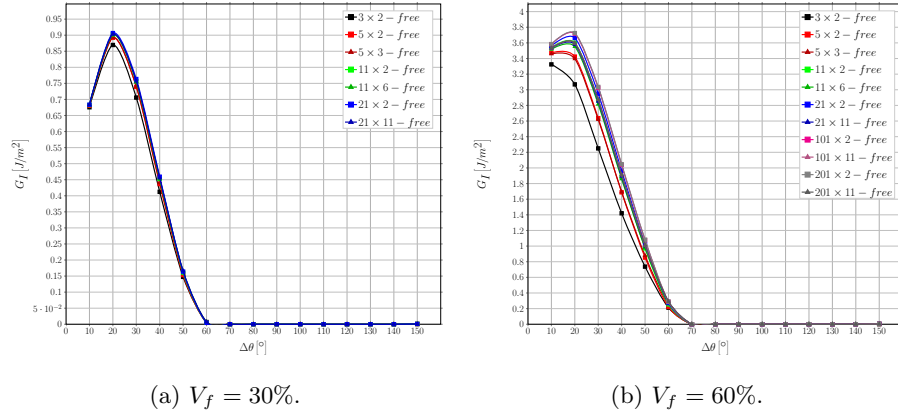 0.95
0.9
0.85
0.8
0.75
0.7
0.65
0.6
0.55
0.5
0.45
0.4
0.35
0.3
0.25
0.2
0.15
0.1
5 · 10⁻²
0
G_I [J/m²]
10 20 30 40 50 60 70 80 90 100 110 120 130 140 150
Δθ [°]
3 × 2 − free
5 × 2 − free
5 × 3 − free
11 × 2 − free
11 × 6 − free
21 × 2 − free
21 × 11 − free
(a) V_f = 30%.
3.8
3.6
3.4
3.2
3
2.8
2.6
2.4
2.2
2
1.8
1.6
1.4
1.2
1
0.8
0.6
0.4
0.2
0
G_I [J/m²]
10 20 30 40 50 60 70 80 90 100 110 120 130 140 150
Δθ [°]
3 × 2 − free
5 × 2 − free
5 × 3 − free
11 × 2 − free
11 × 6 − free
21 × 2 − free
21 × 11 − free
101 × 2 − free
101 × 11 − free
201 × 2 − free
201 × 11 − free
(b) V_f = 60%.